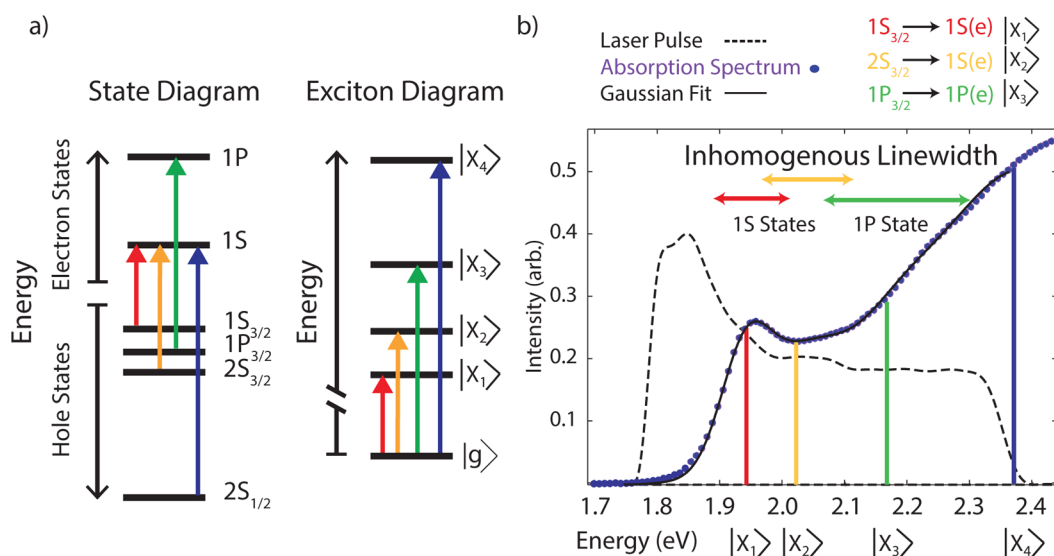 a)
State Diagram
Exciton Diagram
Energy
Electron States
Hole States
1P
1S
1S3/2
1P3/2
2S3/2
2S1/2
Energy
|X4⟩
|X3⟩
|X2⟩
|X1⟩
|g⟩
b)
Laser Pulse
Absorption Spectrum
Gaussian Fit
1S3/2 → 1S(e) |X1⟩
2S3/2 → 1S(e) |X2⟩
1P3/2 → 1P(e) |X3⟩
Inhomogenous Linewidth
1S States
1P State
Intensity (arb.)
0.5
0.4
0.3
0.2
0.1
1.7 1.8 1.9 2.0 2.1 2.2 2.3 2.4
Energy (eV)
|X1⟩ |X2⟩ |X3⟩ |X4⟩